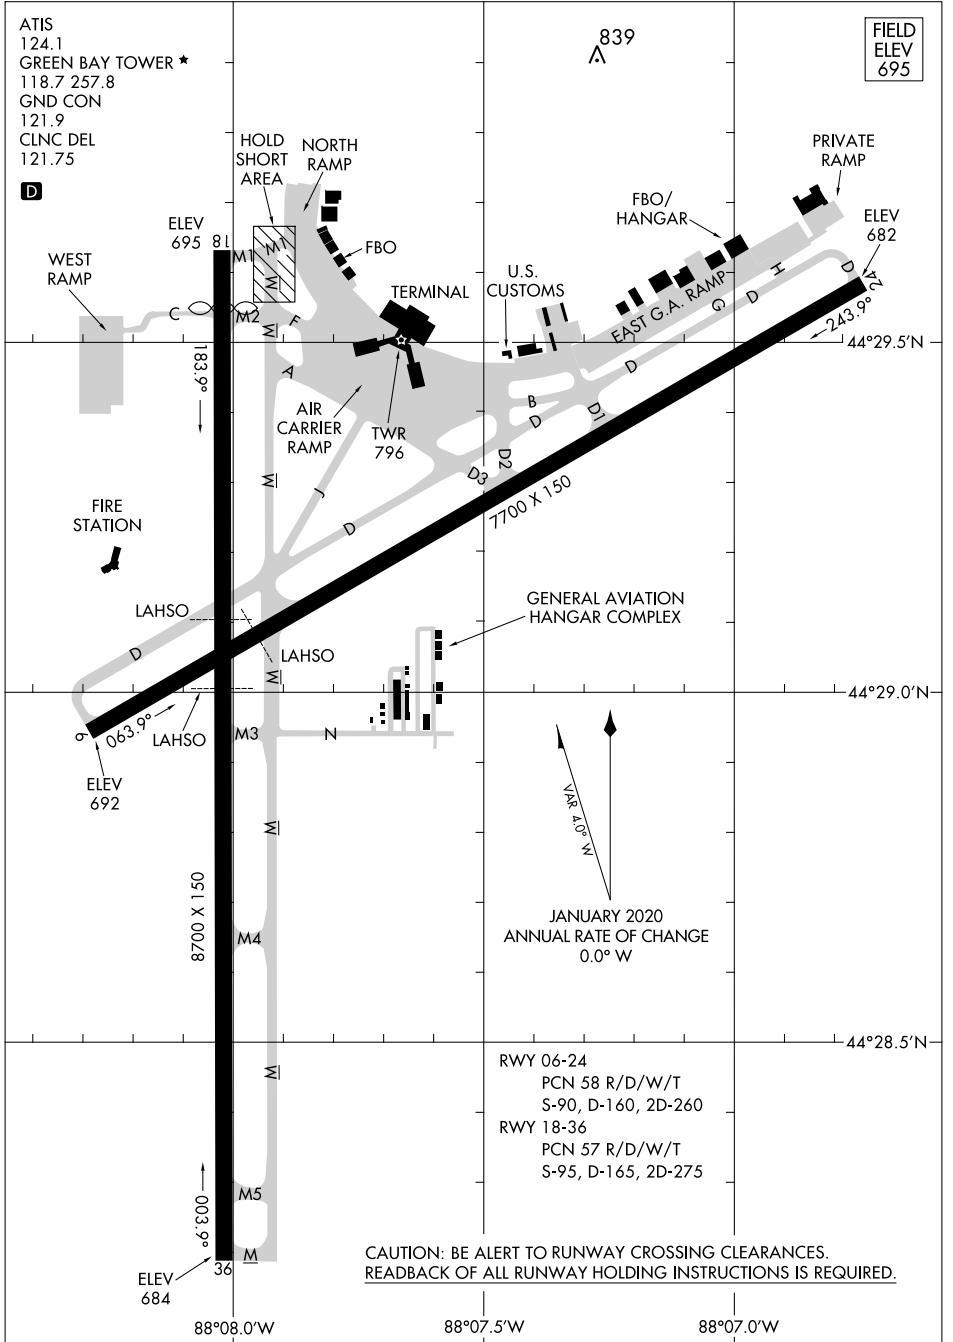 ATIS
124.1
GREEN BAY TOWER ★
118.7 257.8
GND CON
121.9
CLNC DEL
121.75
D
839
FIELD
ELEV
695
HOLD
SHORT
AREA
NORTH
RAMP
PRIVATE
RAMP
FBO/
HANGAR
ELEV
695
18
ELEV
682
M1
M1
FBO
WEST
RAMP
W
U.S.
CUSTOMS
TERMINAL
H
D
24
EAST G.A. RAMP
G
D
C
M2
F
W
243.9°
44°29.5'N
183.9°
A
D
AIR
CARRIER
RAMP
TWR
796
B
D
D1
D2
D3
W
J
7700 X 150
FIRE
STATION
D
GENERAL AVIATION
HANGAR COMPLEX
LAHSO
D
LAHSO
W
44°29.0'N
6
063.9°
LAHSO
M3
N
ELEV
692
VAR 4.0° W
W
8700 X 150
M4
JANUARY 2020
ANNUAL RATE OF CHANGE
0.0° W
44°28.5'N
W
RWY 06-24
PCN 58 R/D/W/T
S-90, D-160, 2D-260
RWY 18-36
PCN 57 R/D/W/T
S-95, D-165, 2D-275
M5
003.9°
M
36
ELEV
684
CAUTION: BE ALERT TO RUNWAY CROSSING CLEARANCES.
READBACK OF ALL RUNWAY HOLDING INSTRUCTIONS IS REQUIRED.
88°08.0'W
88°07.5'W
88°07.0'W